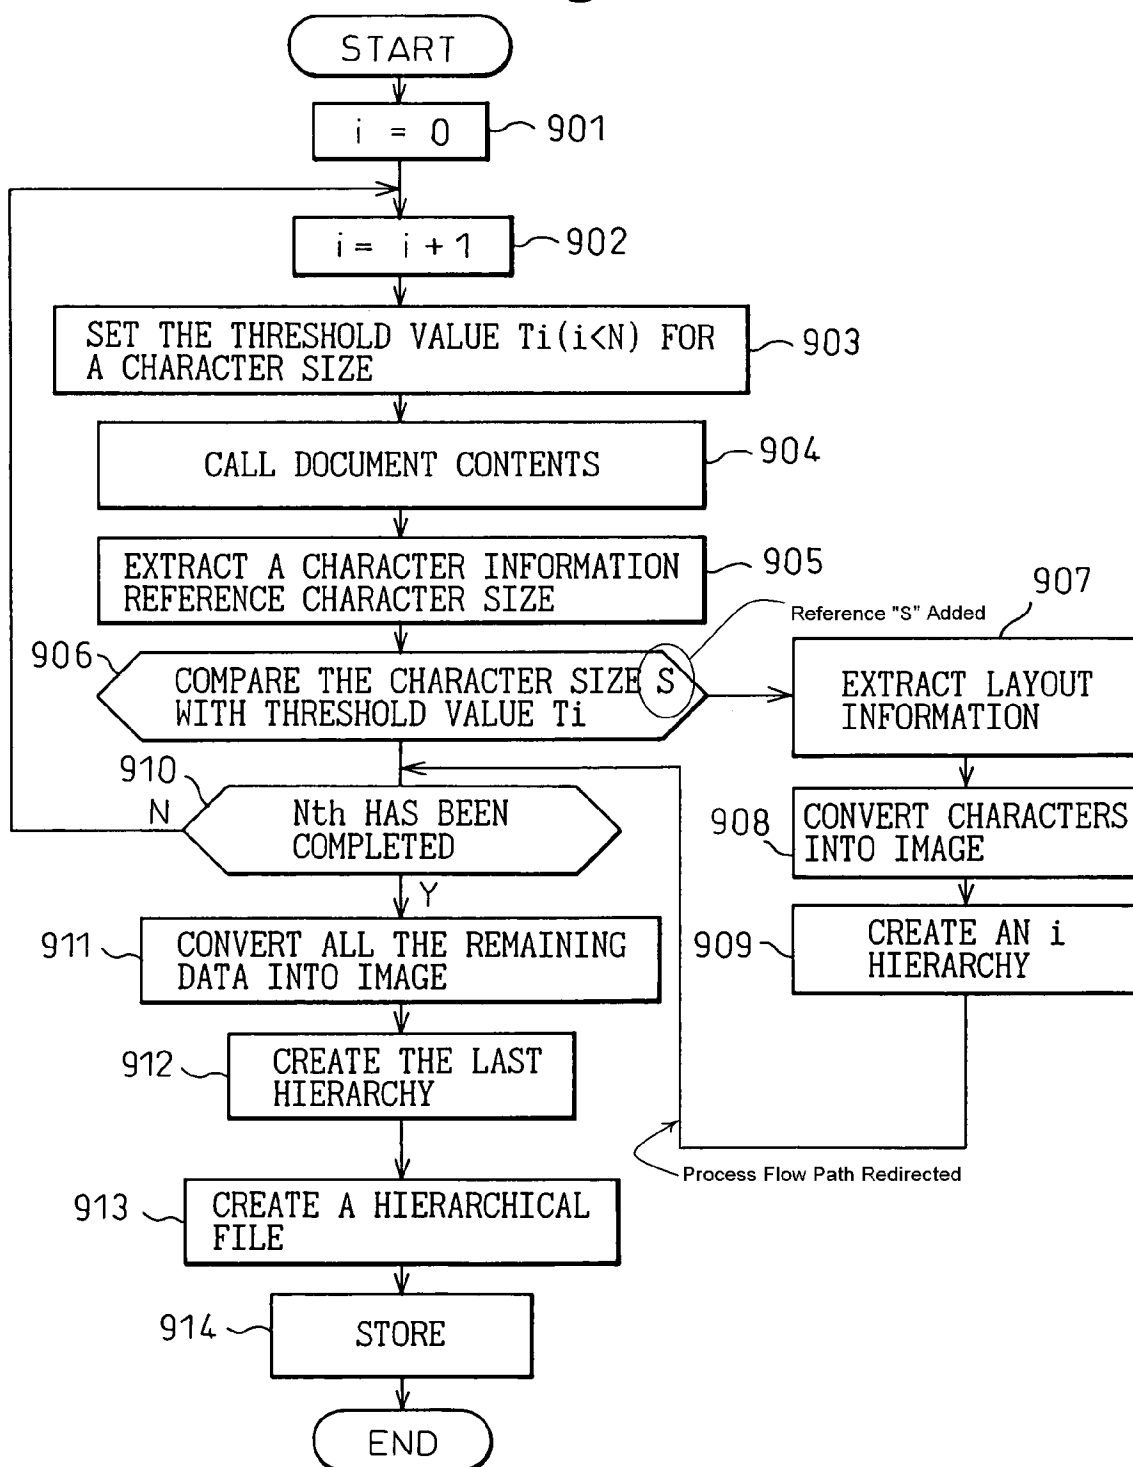 START
i = 0
901
i = i + 1
902
SET THE THRESHOLD VALUE Ti(i<N) FOR
A CHARACTER SIZE
903
CALL DOCUMENT CONTENTS
904
EXTRACT A CHARACTER INFORMATION
REFERENCE CHARACTER SIZE
905
Reference "S" Added
906
COMPARE THE CHARACTER SIZE S
WITH THRESHOLD VALUE Ti
907
EXTRACT LAYOUT
INFORMATION
908
CONVERT CHARACTERS
INTO IMAGE
909
CREATE AN i
HIERARCHY
910
N
Nth HAS BEEN
COMPLETED
Y
911
CONVERT ALL THE REMAINING
DATA INTO IMAGE
912
CREATE THE LAST
HIERARCHY
Process Flow Path Redirected
913
CREATE A HIERARCHICAL
FILE
914
STORE
END